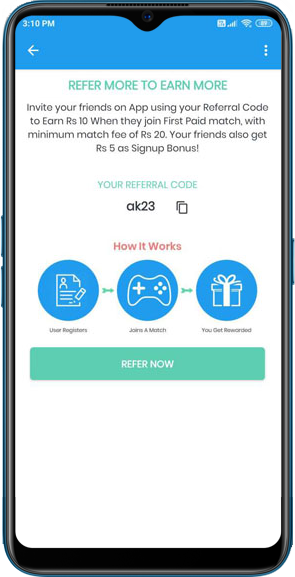 3:10 PM
REFER MORE TO EARN MORE
Invite your friends on App using your Referral Code
to Earn Rs 10 When they join First Paid match, with
minimum match fee of Rs 20. Your friends also get
Rs 5 as Signup Bonus!
YOUR REFERRAL CODE
ak23
How It Works
User Registers Joins A Match You Get Rewarded
REFER NOW